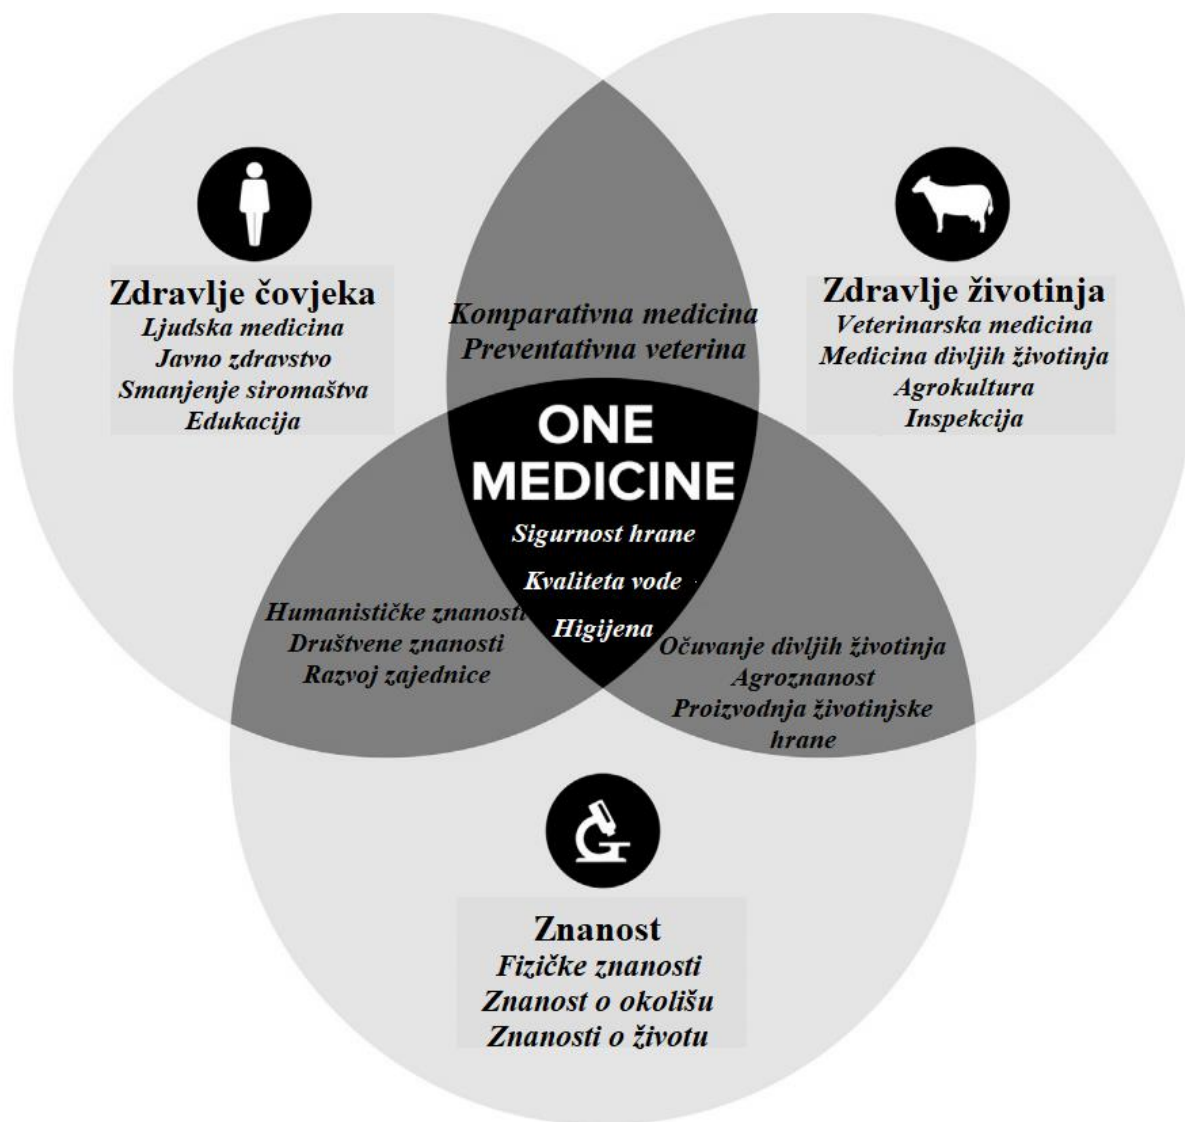 Zdravlje čovjeka
Ljudska medicina
Javno zdravstvo
Smanjenje siromaštva
Edukacija
Komparativna medicina
Preventativna veterina
Zdravlje životinja
Veterinarska medicina
Medicina divljih životinja
Agrokultura
Inspekcija
ONE
MEDICINE
Sigurnost hrane
Kvaliteta vode
Higijena
Humanističke znanosti
Društvene znanosti
Razvoj zajednice
Očuvanje divljih životinja
Agroznanost
Proizvodnja životinjske
hrane
Znanost
Fizičke znanosti
Znanost o okolišu
Znanosti o životu